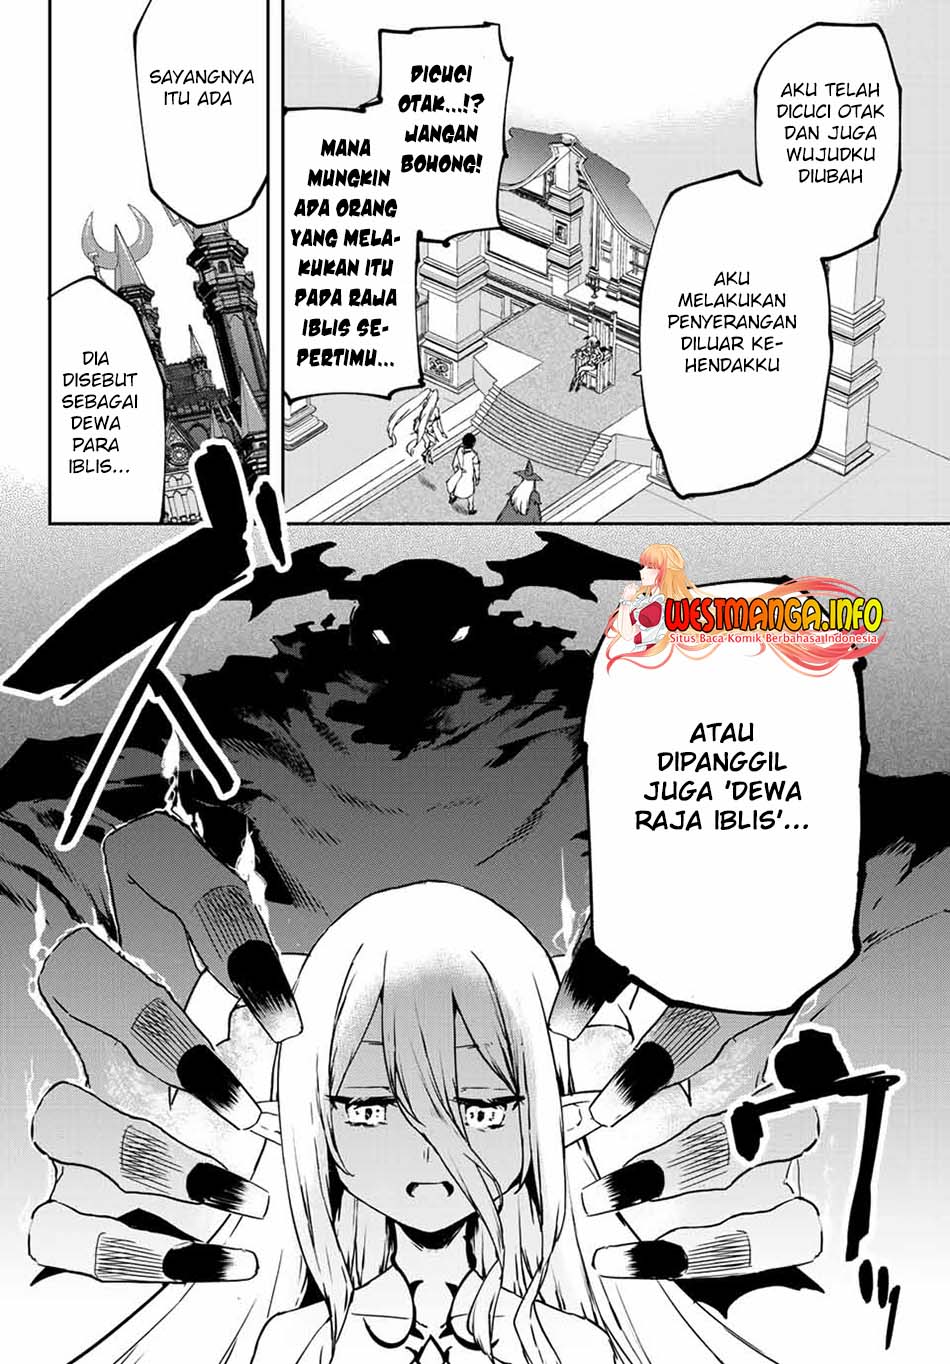 AKU TELAH
DICUCI OTAK
DAN JUGA
WUJUDKU
DIUBAH
AKU
MELAKUKAN
PENYERANGAN
DILUAR KE-
HENDAKKU
DICUCI
OTAK...!?
JANGAN
BOHONG!
MANA
MUNGKIN
ADA ORANG
YANG MELA-
KUKAN ITU
PADA RAJA
IBLIS SE-
PERTIMU...
SAYANGNYA
ITU ADA
DIA
DISEBUT
SEBAGAI
DEWA
PARA
IBLIS...
WESTMANGA.INFO
Situs Baca Komik Berbahasa Indonesia
ATAU
DIPANGGIL
JUGA 'DEWA
RAJA IBLIS'...